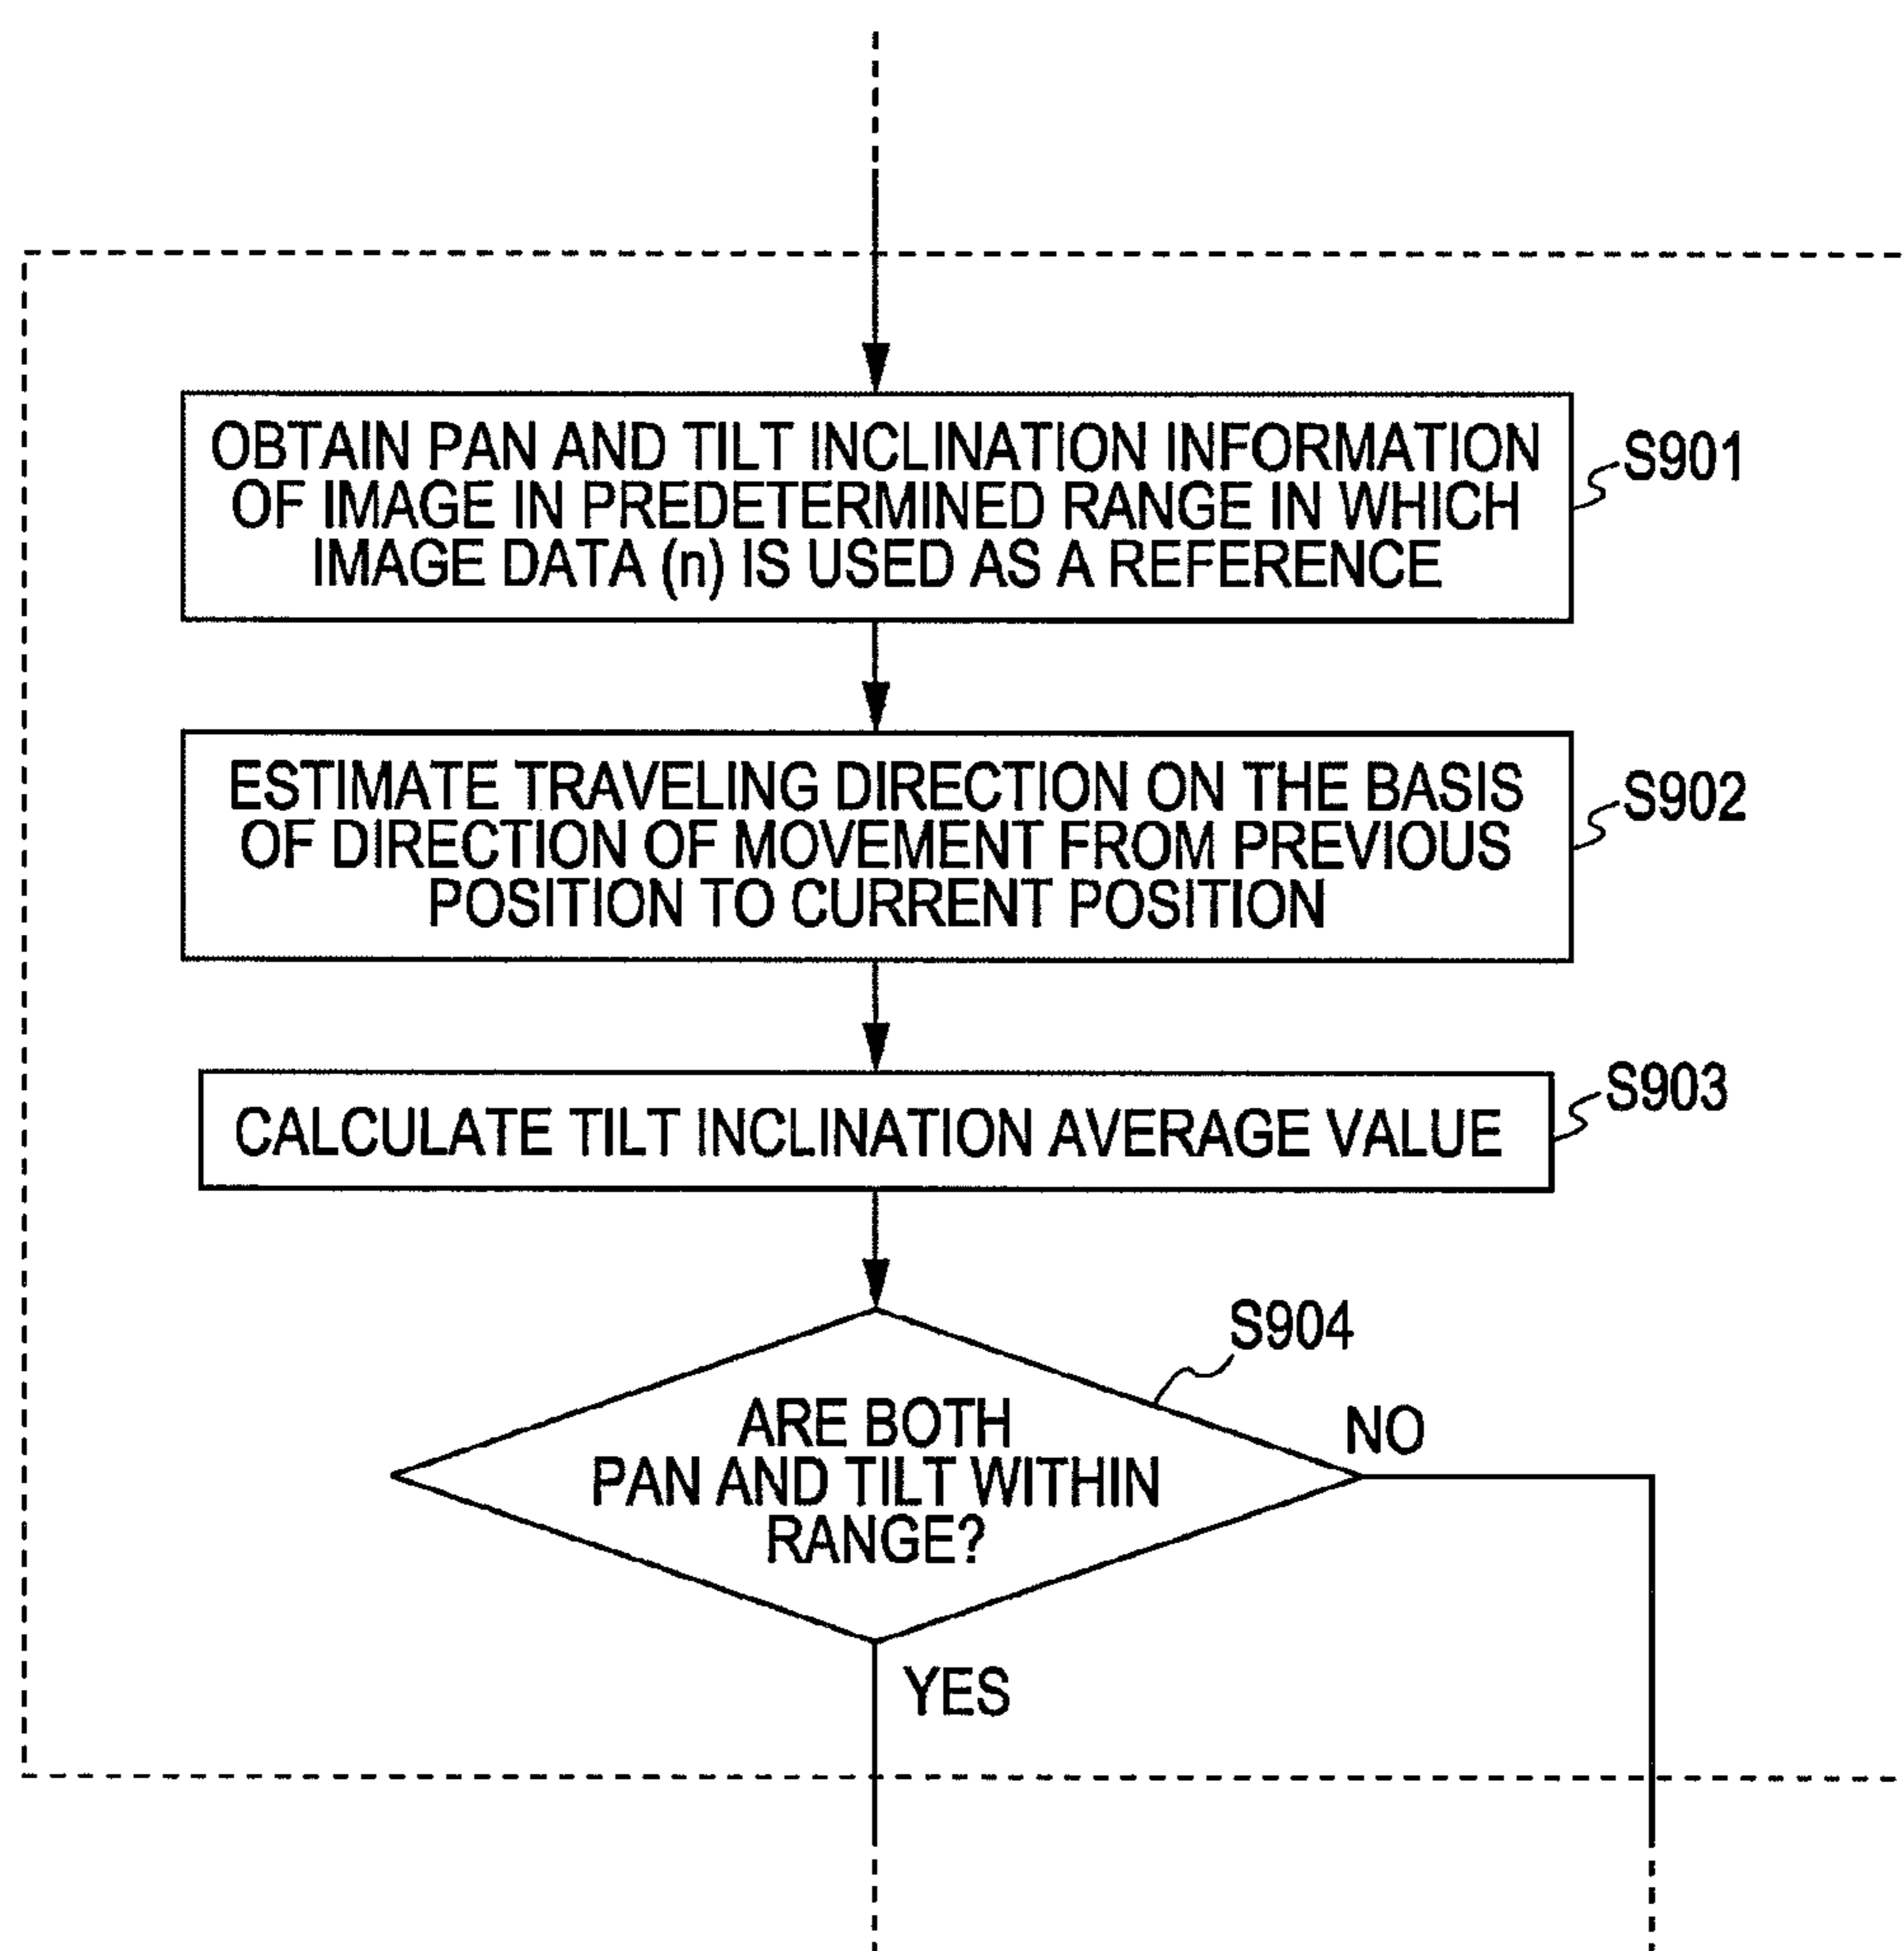 OBTAIN PAN AND TILT INCLINATION INFORMATION
OF IMAGE IN PREDETERMINED RANGE IN WHICH
IMAGE DATA (n) IS USED AS A REFERENCE
S901
ESTIMATE TRAVELING DIRECTION ON THE BASIS
OF DIRECTION OF MOVEMENT FROM PREVIOUS
POSITION TO CURRENT POSITION
S902
CALCULATE TILT INCLINATION AVERAGE VALUE
S903
S904
ARE BOTH
PAN AND TILT WITHIN
RANGE?
NO
YES